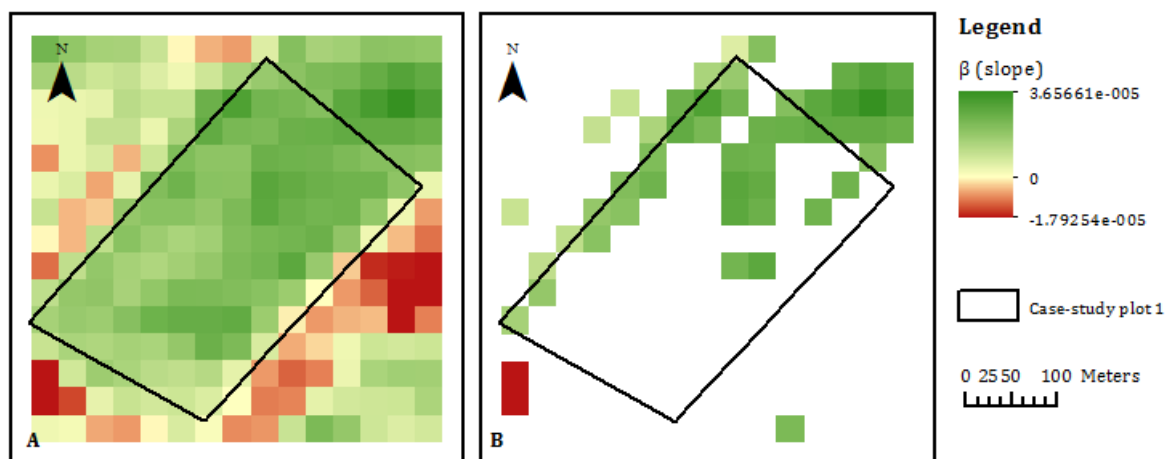 N
A
N
B
Legend
β (slope)
3.65661e-005
0
-1.79254e-005
Case-study plot 1
0 25 50 100 Meters